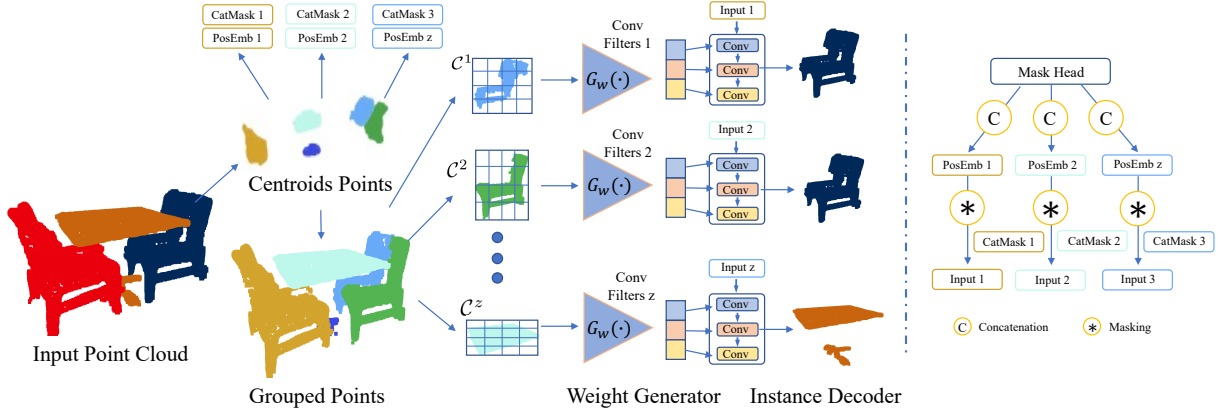 CatMask 1
CatMask 2
CatMask 3
PosEmb 1
PosEmb 2
PosEmb z
Centroids Points
Input Point Cloud
Grouped Points
C¹
C²
Cᶻ
Conv
Filters 1
G_w(·)
Input 1
Conv
Conv
Conv
Conv
Filters 2
G_w(·)
Input 2
Conv
Conv
Conv
Conv
Filters z
G_w(·)
Input z
Conv
Conv
Conv
Weight Generator
Instance Decoder
Mask Head
C
C
C
PosEmb 1
PosEmb 2
PosEmb z
*
*
*
CatMask 1
CatMask 2
CatMask 3
Input 1
Input 2
Input 3
C Concatenation
* Masking